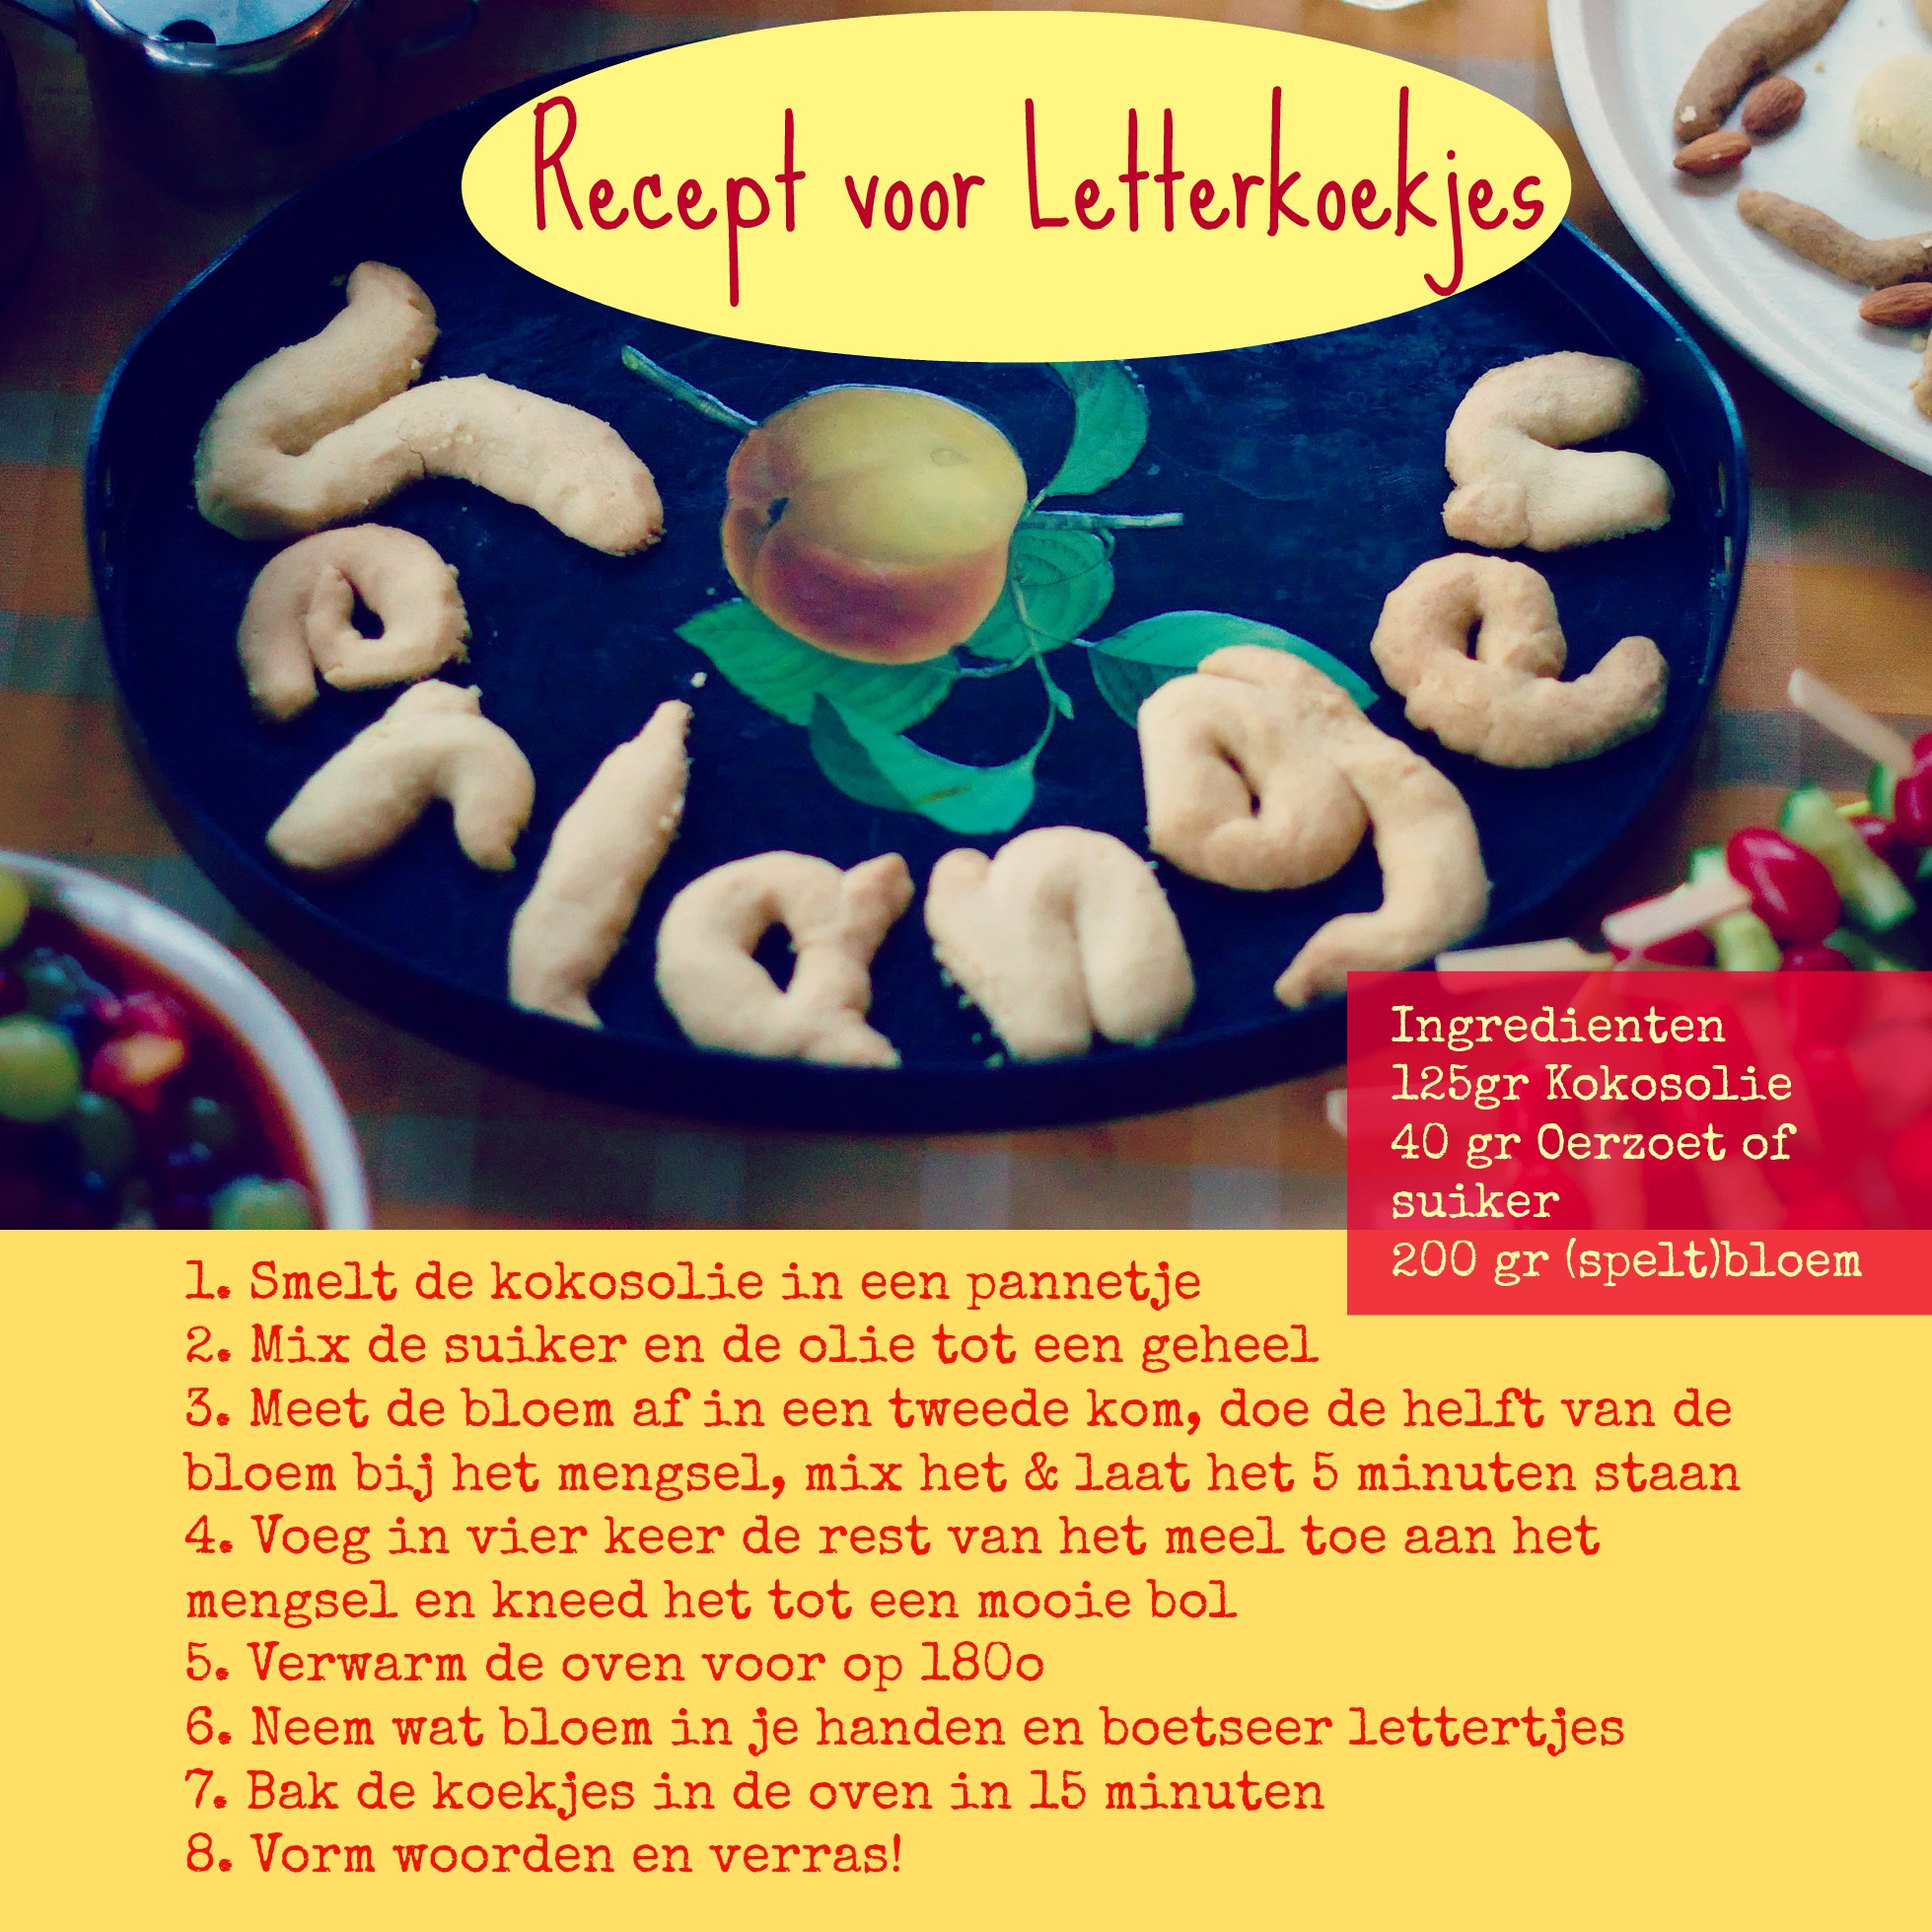 Recept voor Letterkoekjes
verlangen
Ingredienten
125gr Kokosolie
40 gr Oerzoet of
suiker
200 gr (spelt)bloem
1. Smelt de kokosolie in een pannetje
2. Mix de suiker en de olie tot een geheel
3. Meet de bloem af in een tweede kom, doe de helft van de
bloem bij het mengsel, mix het & laat het 5 minuten staan
4. Voeg in vier keer de rest van het meel toe aan het
mengsel en kneed het tot een mooie bol
5. Verwarm de oven voor op 180o
6. Neem wat bloem in je handen en boetseer lettertjes
7. Bak de koekjes in de oven in 15 minuten
8. Vorm woorden en verras!